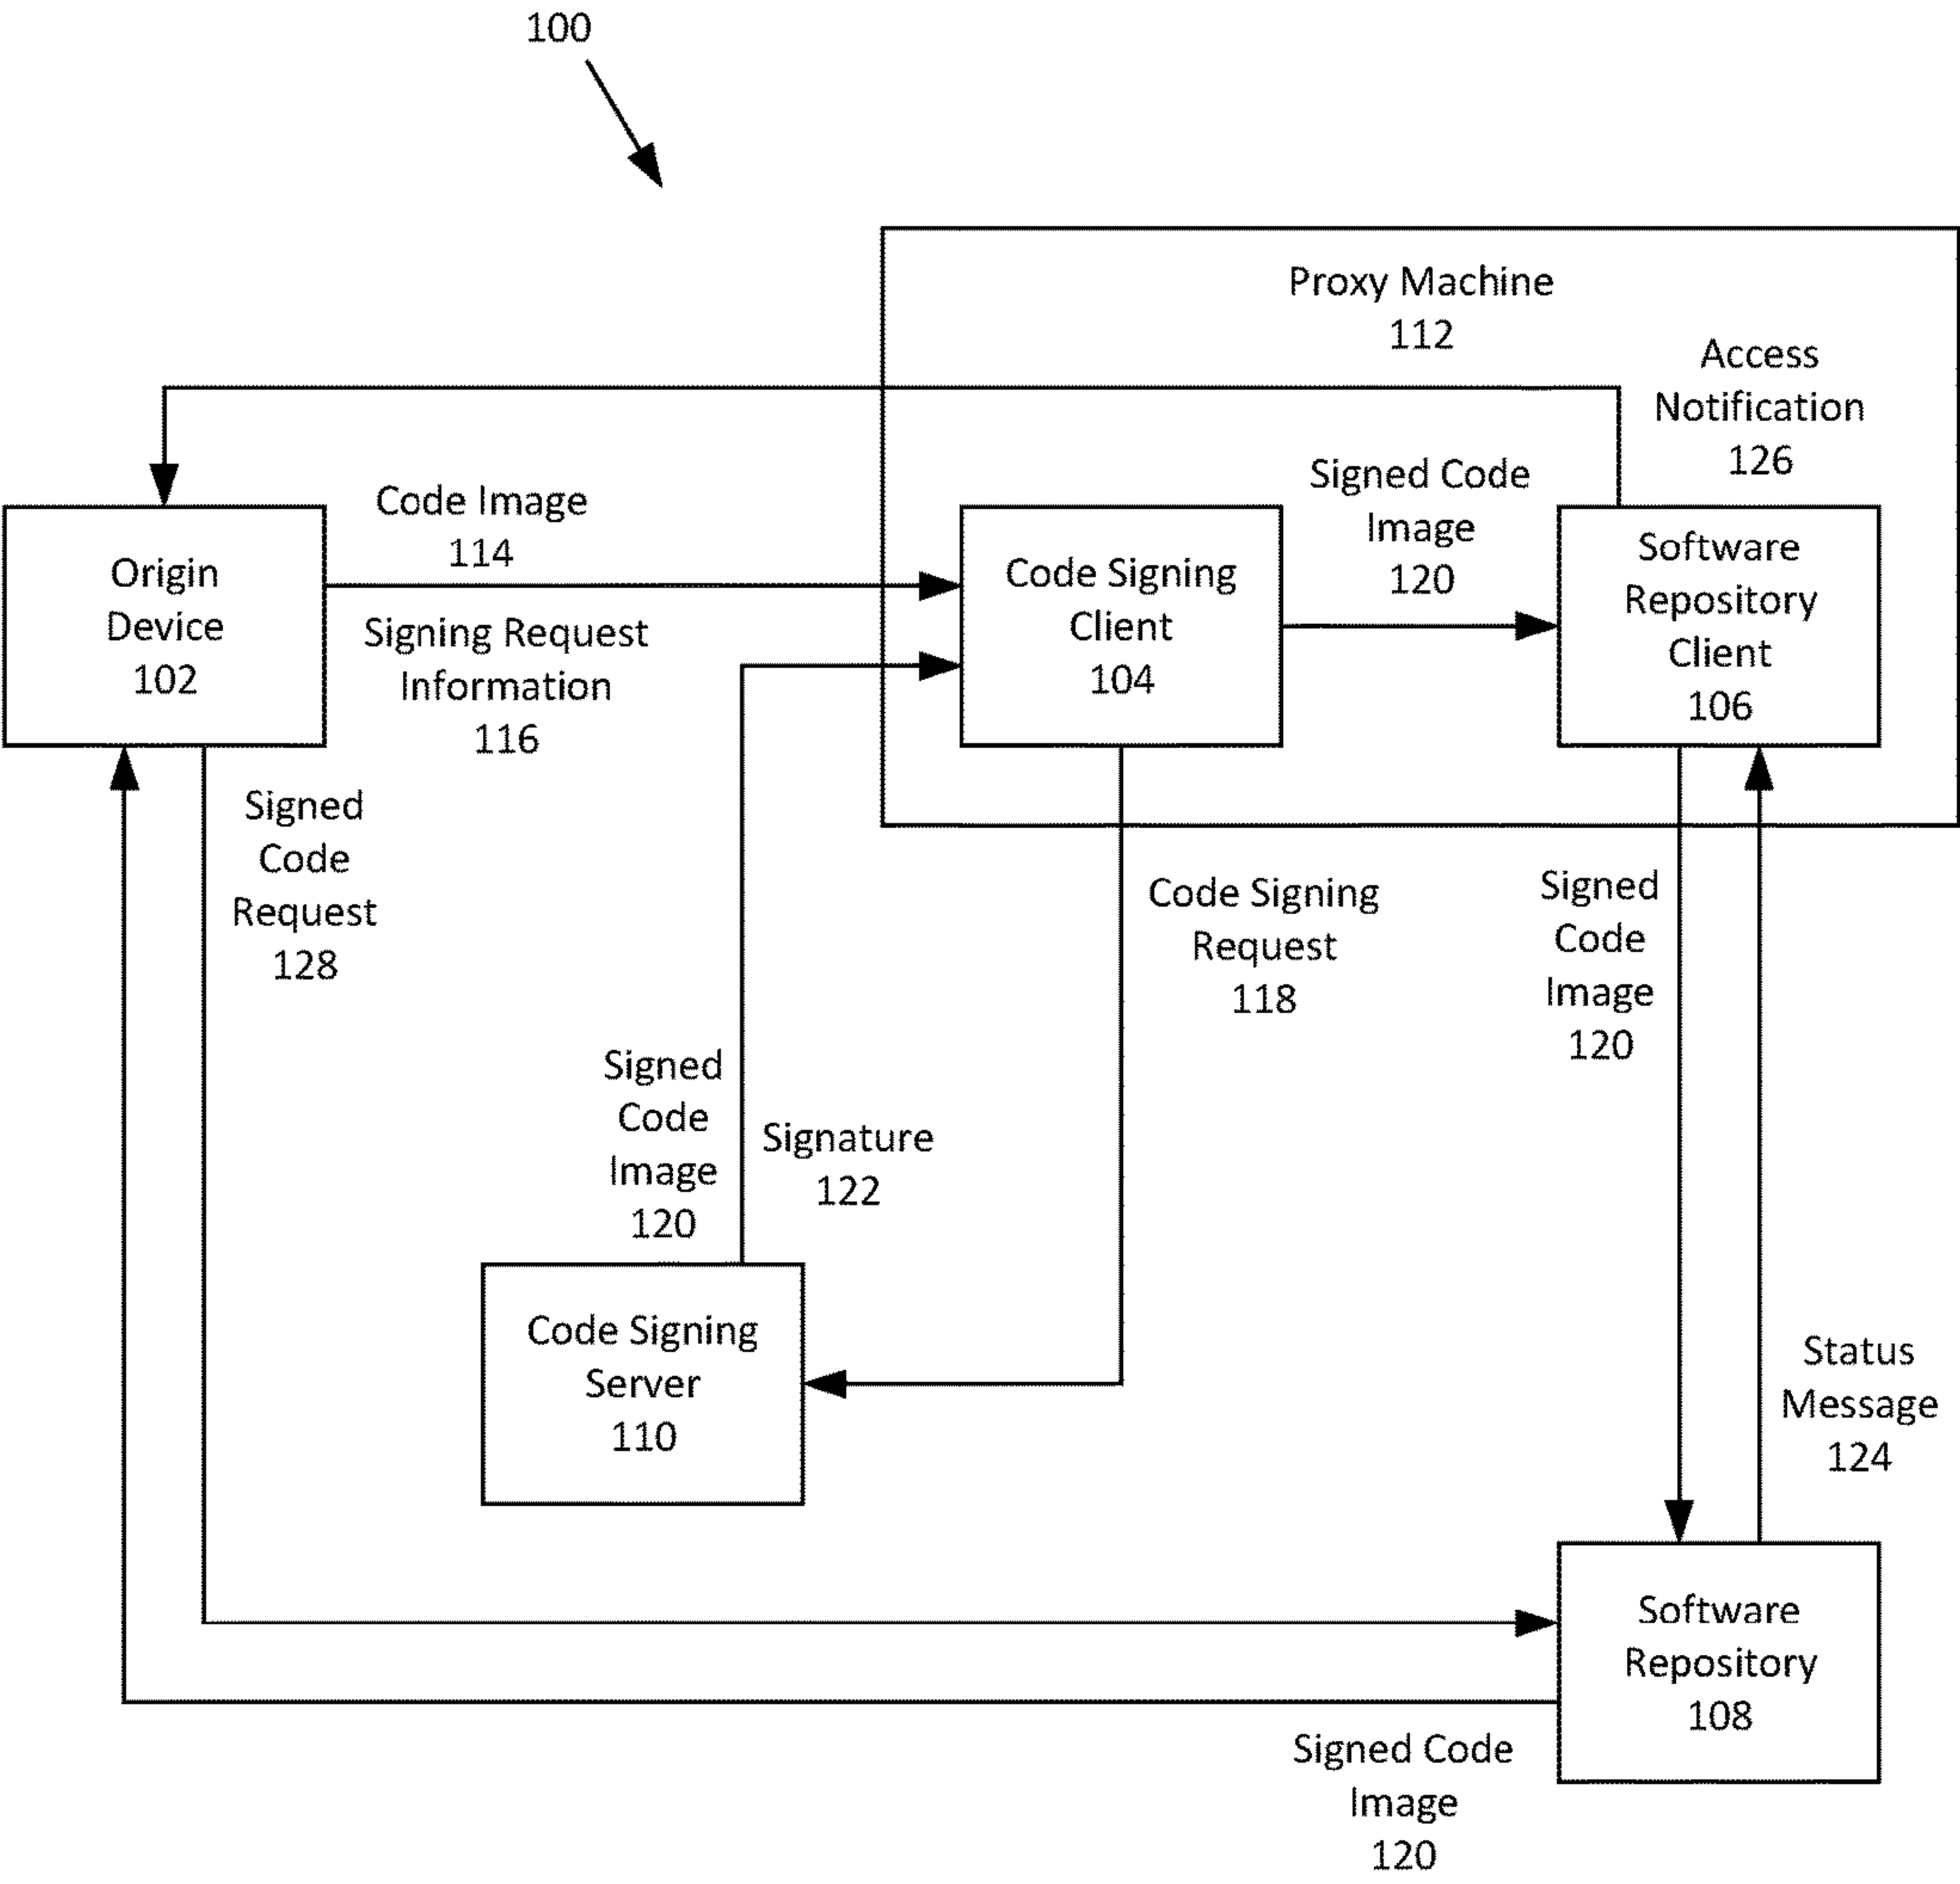 100
Proxy Machine
112
Access
Notification
126
Code Image
114
Signing Request
Information
116
Signed Code
Image
120
Origin
Device
102
Code Signing
Client
104
Software
Repository
Client
106
Signed
Code
Request
128
Code Signing
Request
118
Signed
Code
Image
120
Signed
Code
Image
120
Signature
122
Code Signing
Server
110
Status
Message
124
Software
Repository
108
Signed Code
Image
120